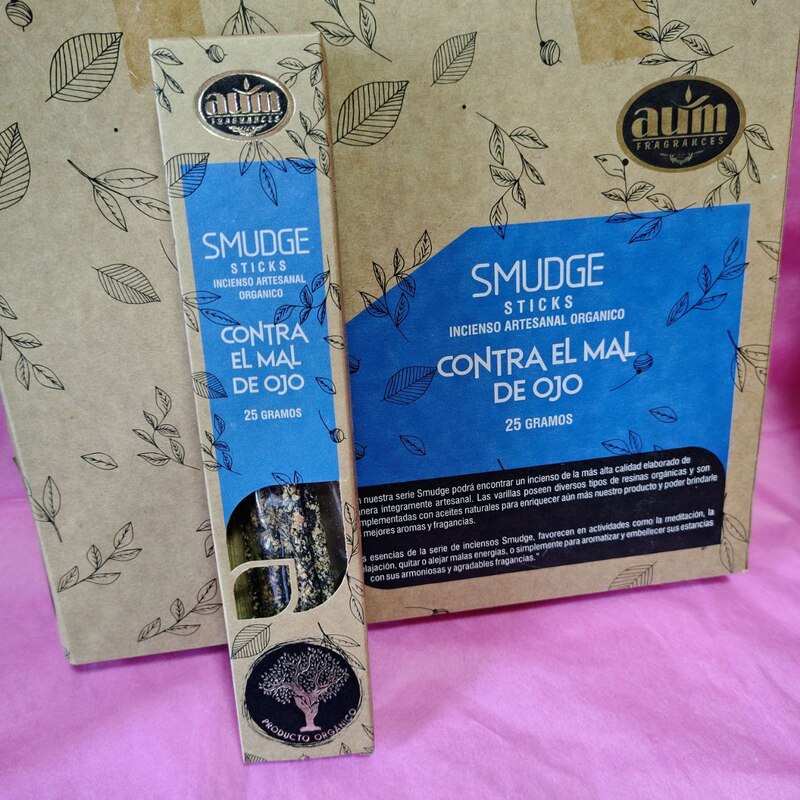 aum
FRAGRANCES
SMUDGE
STICKS
INCIENSO ARTESANAL
ORGANICO
CONTRA
EL MAL
DE OJO
25 GRAMOS
PRODUCTO ORGÁNICO
aum
FRAGRANCES
SMUDGE
STICKS
INCIENSO ARTESANAL ORGANICO
CONTRA EL MAL
DE OJO
25 GRAMOS
n nuestra serie Smudge podrá encontrar un incienso de la más alta calidad elaborado de
nera integramente artesanal. Las varillas poseen diversos tipos de resinas orgánicas y son
mplementadas con aceites naturales para enriquecer aún más nuestro producto y poder brindarle
mejores aromas y fragancias.
s esencias de la serie de inciensos Smudge, favorecen en actividades como la meditación, la
elajación, quitar o alejar malas energias, o simplemente para aromatizar y embellecer sus estancias
con sus armoniosas y agradables fragancias."